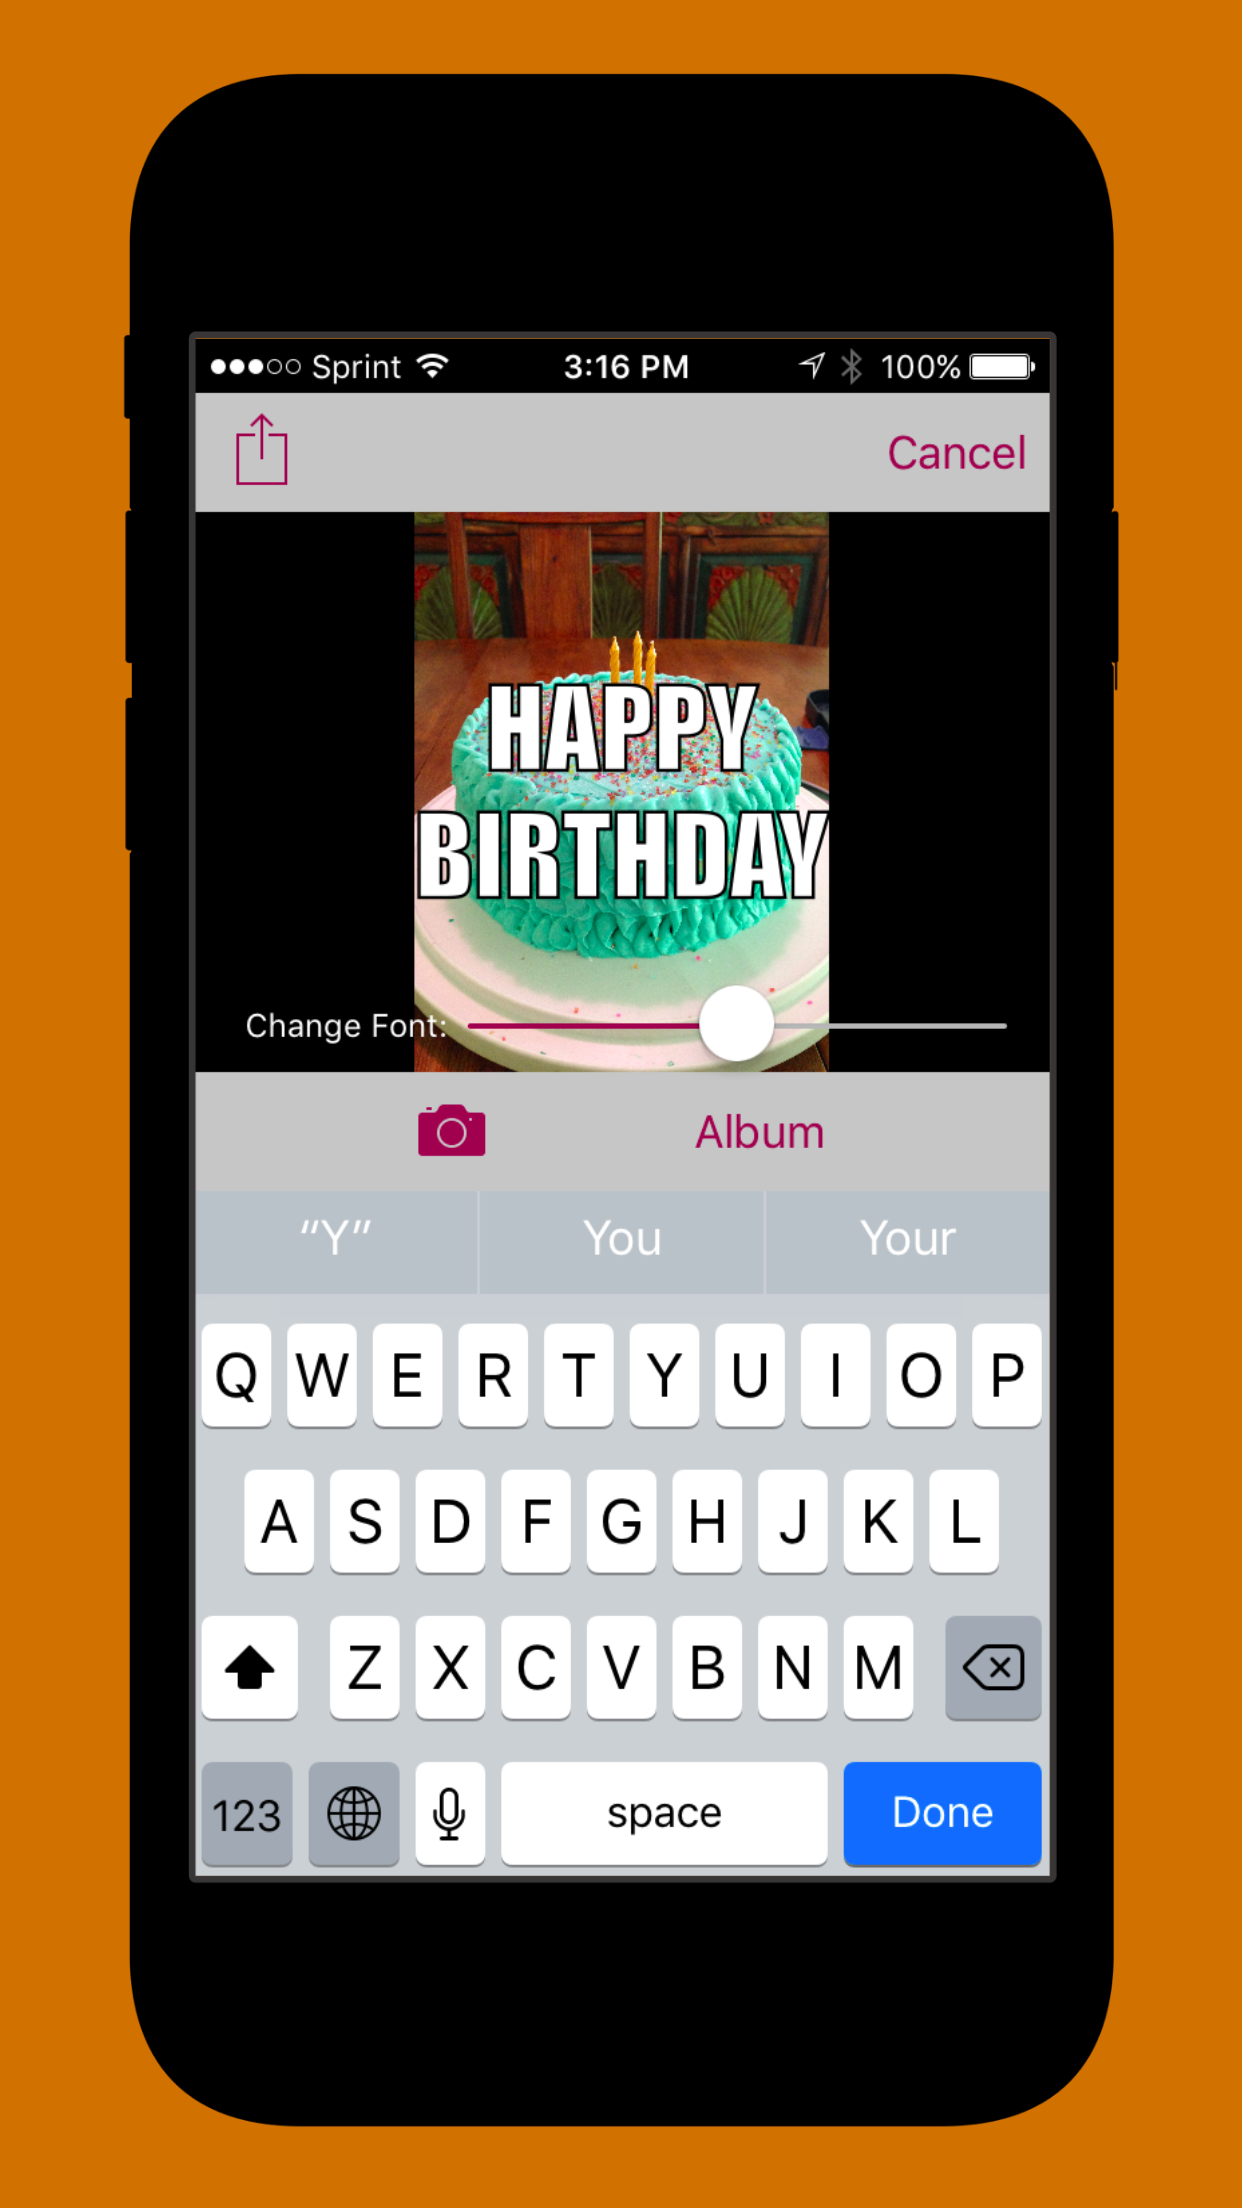 Sprint 3:16 PM 100%
Cancel
HAPPY
BIRTHDAY
Change Font:
Album
“Y” You Your
Q W E R T Y U I O P
A S D F G H J K L
Z X C V B N M
123 space Done